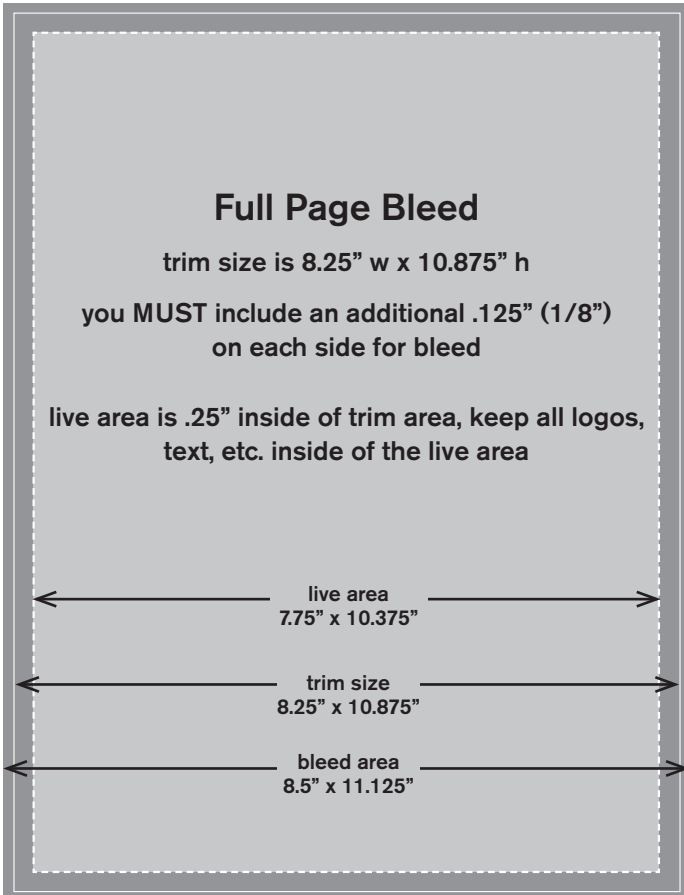 Full Page Bleed
trim size is 8.25” w x 10.875” h
you MUST include an additional .125” (1/8”)
on each side for bleed
live area is .25” inside of trim area, keep all logos,
text, etc. inside of the live area
live area
7.75” x 10.375”
trim size
8.25” x 10.875”
bleed area
8.5” x 11.125”